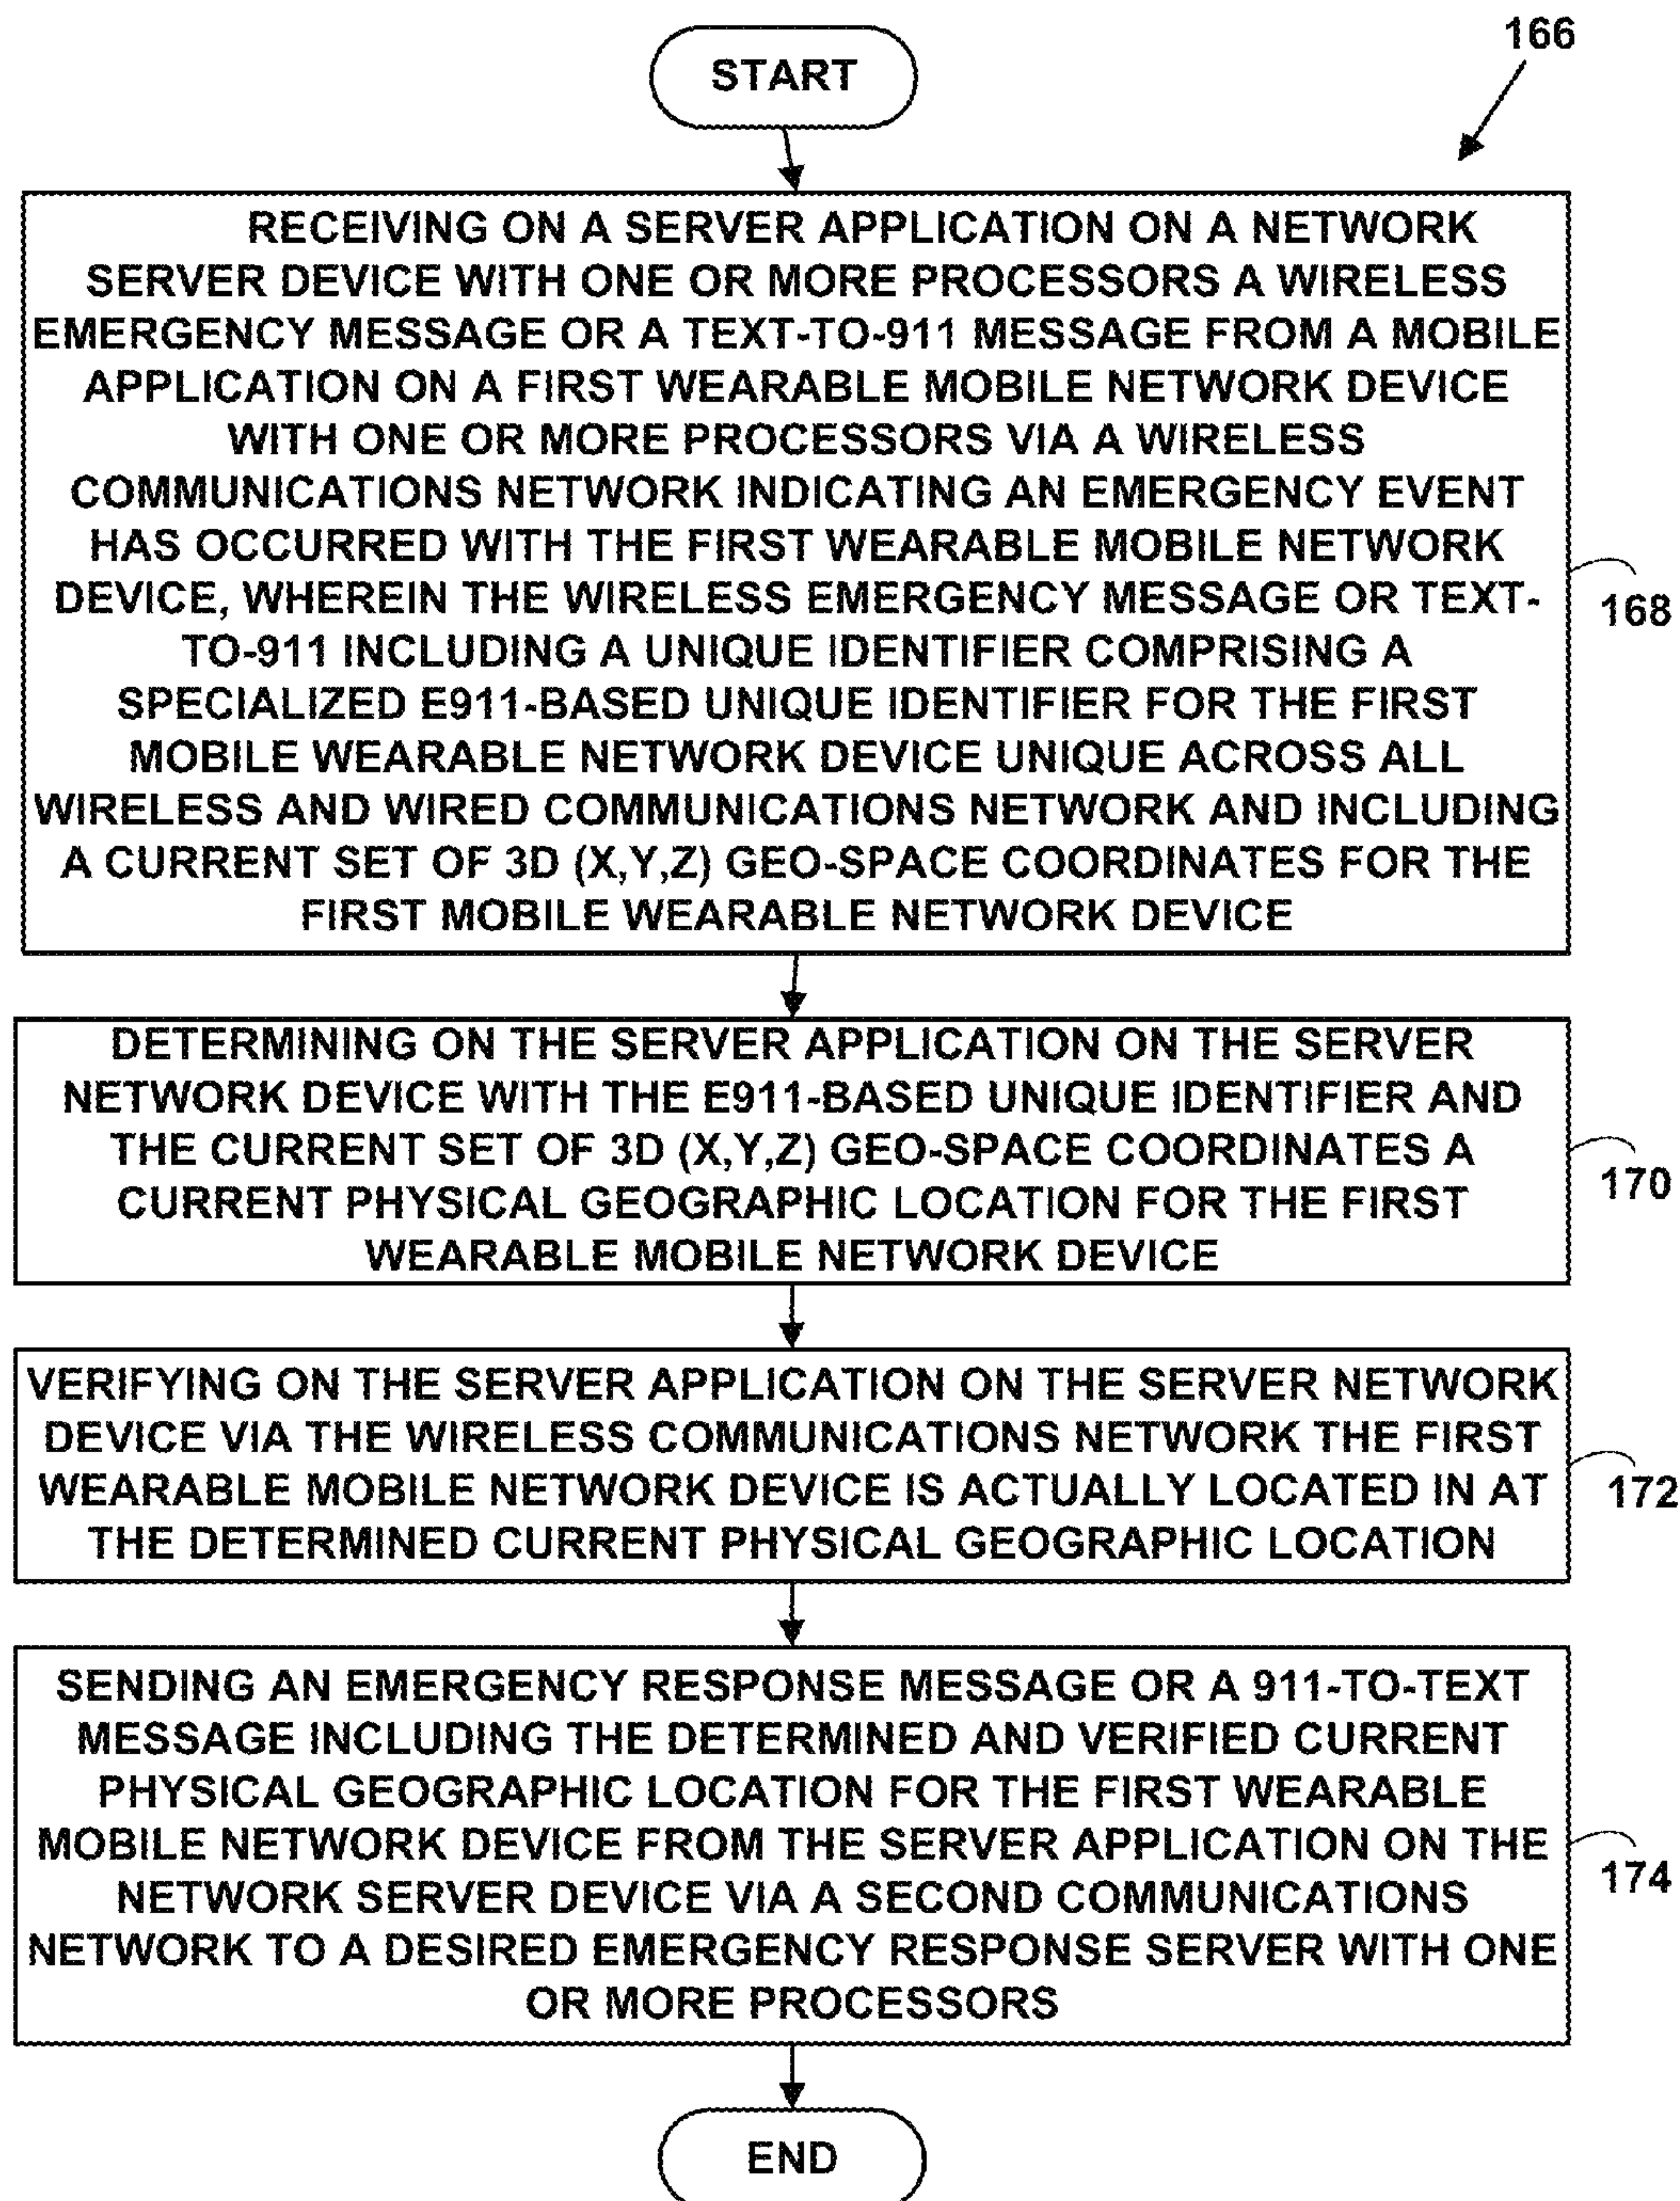 166
START
RECEIVING ON A SERVER APPLICATION ON A NETWORK
SERVER DEVICE WITH ONE OR MORE PROCESSORS A WIRELESS
EMERGENCY MESSAGE OR A TEXT-TO-911 MESSAGE FROM A MOBILE
APPLICATION ON A FIRST WEARABLE MOBILE NETWORK DEVICE
WITH ONE OR MORE PROCESSORS VIA A WIRELESS
COMMUNICATIONS NETWORK INDICATING AN EMERGENCY EVENT
HAS OCCURRED WITH THE FIRST WEARABLE MOBILE NETWORK
DEVICE, WHEREIN THE WIRELESS EMERGENCY MESSAGE OR TEXT-
TO-911 INCLUDING A UNIQUE IDENTIFIER COMPRISING A
SPECIALIZED E911-BASED UNIQUE IDENTIFIER FOR THE FIRST
MOBILE WEARABLE NETWORK DEVICE UNIQUE ACROSS ALL
WIRELESS AND WIRED COMMUNICATIONS NETWORK AND INCLUDING
A CURRENT SET OF 3D (X,Y,Z) GEO-SPACE COORDINATES FOR THE
FIRST MOBILE WEARABLE NETWORK DEVICE
168
DETERMINING ON THE SERVER APPLICATION ON THE SERVER
NETWORK DEVICE WITH THE E911-BASED UNIQUE IDENTIFIER AND
THE CURRENT SET OF 3D (X,Y,Z) GEO-SPACE COORDINATES A
CURRENT PHYSICAL GEOGRAPHIC LOCATION FOR THE FIRST
WEARABLE MOBILE NETWORK DEVICE
170
VERIFYING ON THE SERVER APPLICATION ON THE SERVER NETWORK
DEVICE VIA THE WIRELESS COMMUNICATIONS NETWORK THE FIRST
WEARABLE MOBILE NETWORK DEVICE IS ACTUALLY LOCATED IN AT
THE DETERMINED CURRENT PHYSICAL GEOGRAPHIC LOCATION
172
SENDING AN EMERGENCY RESPONSE MESSAGE OR A 911-TO-TEXT
MESSAGE INCLUDING THE DETERMINED AND VERIFIED CURRENT
PHYSICAL GEOGRAPHIC LOCATION FOR THE FIRST WEARABLE
MOBILE NETWORK DEVICE FROM THE SERVER APPLICATION ON THE
NETWORK SERVER DEVICE VIA A SECOND COMMUNICATIONS
NETWORK TO A DESIRED EMERGENCY RESPONSE SERVER WITH ONE
OR MORE PROCESSORS
174
END